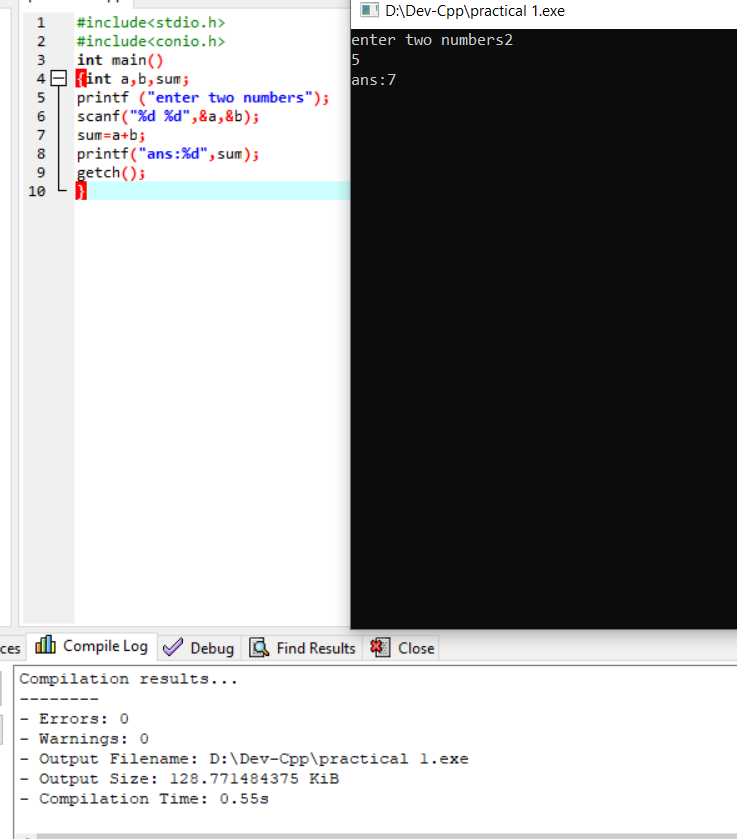 D:\Dev-Cpp\practical 1.exe
1 #include<stdio.h>
2 #include<conio.h>
3 int main()
4 {int a,b,sum;
5 printf ("enter two numbers");
6 scanf("%d %d",&a,&b);
7 sum=a+b;
8 printf("ans:%d",sum);
9 getch();
10 }
enter two numbers2
5
ans:7
ces Compile Log Debug Find Results Close
Compilation results...
--------
- Errors: 0
- Warnings: 0
- Output Filename: D:\Dev-Cpp\practical 1.exe
- Output Size: 128.771484375 KiB
- Compilation Time: 0.55s